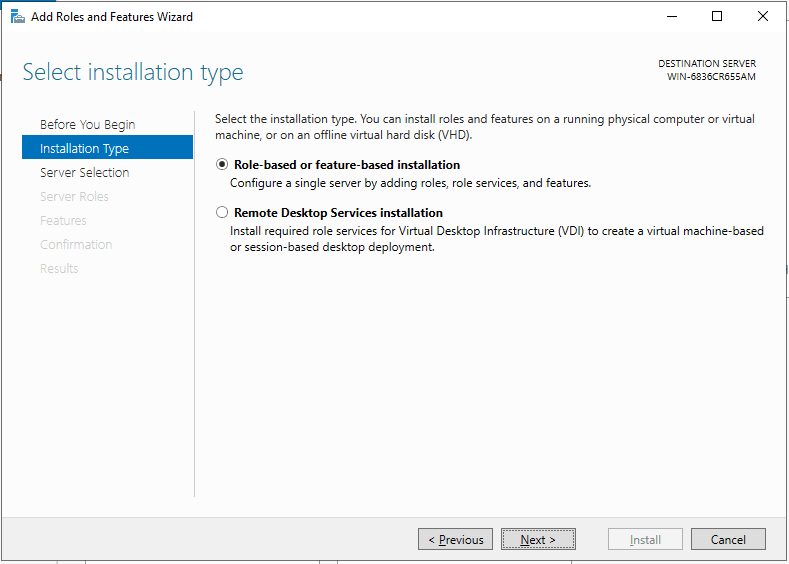 Add Roles and Features Wizard
Select installation type
DESTINATION SERVER
WIN-6836CR655AM
Before You Begin
Installation Type
Server Selection
Server Roles
Features
Confirmation
Results
Select the installation type. You can install roles and features on a running physical computer or virtual
machine, or on an offline virtual hard disk (VHD).
Role-based or feature-based installation
Configure a single server by adding roles, role services, and features.
Remote Desktop Services installation
Install required role services for Virtual Desktop Infrastructure (VDI) to create a virtual machine-based
or session-based desktop deployment.
< Previous
Next >
Install
Cancel